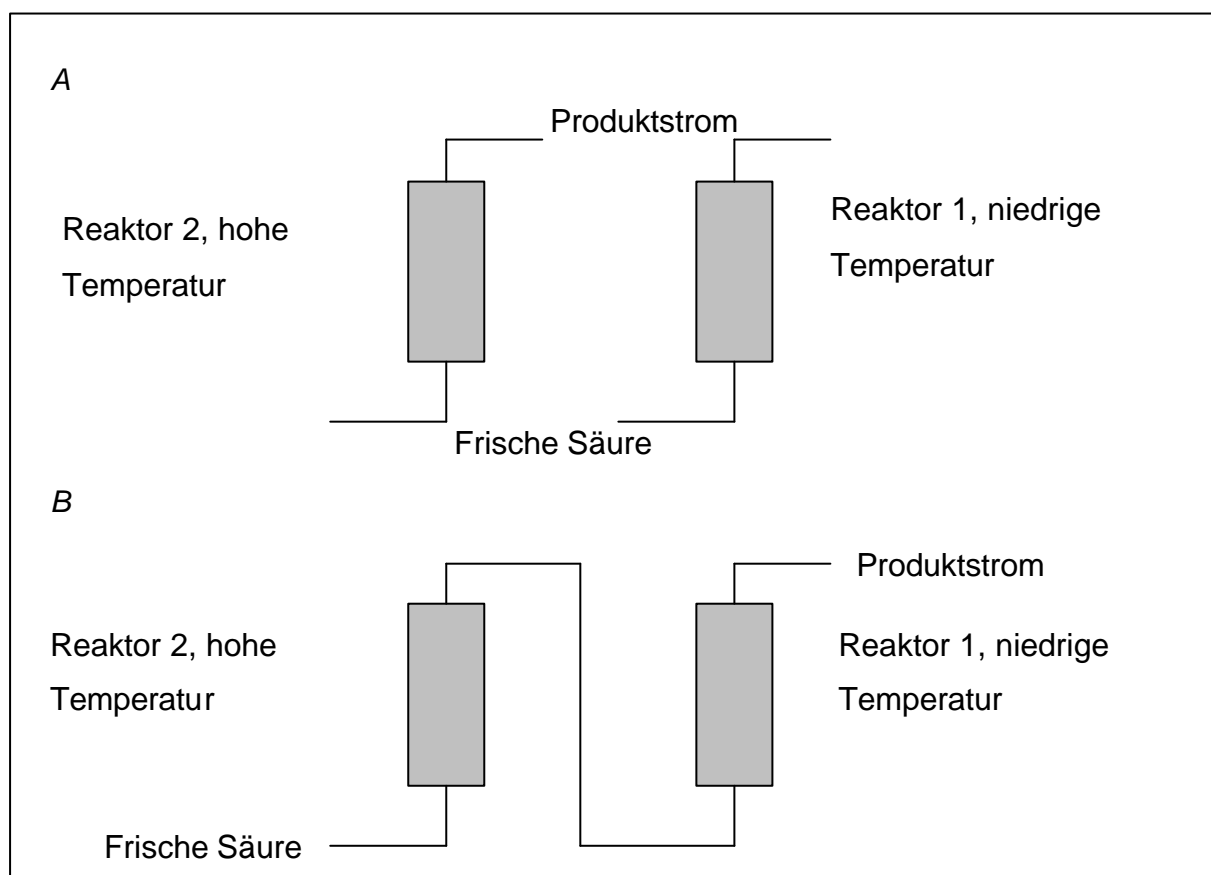 A
Produktstrom
Reaktor 2, hohe
Temperatur
Reaktor 1, niedrige
Temperatur
Frische Säure
B
Produktstrom
Reaktor 2, hohe
Temperatur
Reaktor 1, niedrige
Temperatur
Frische Säure